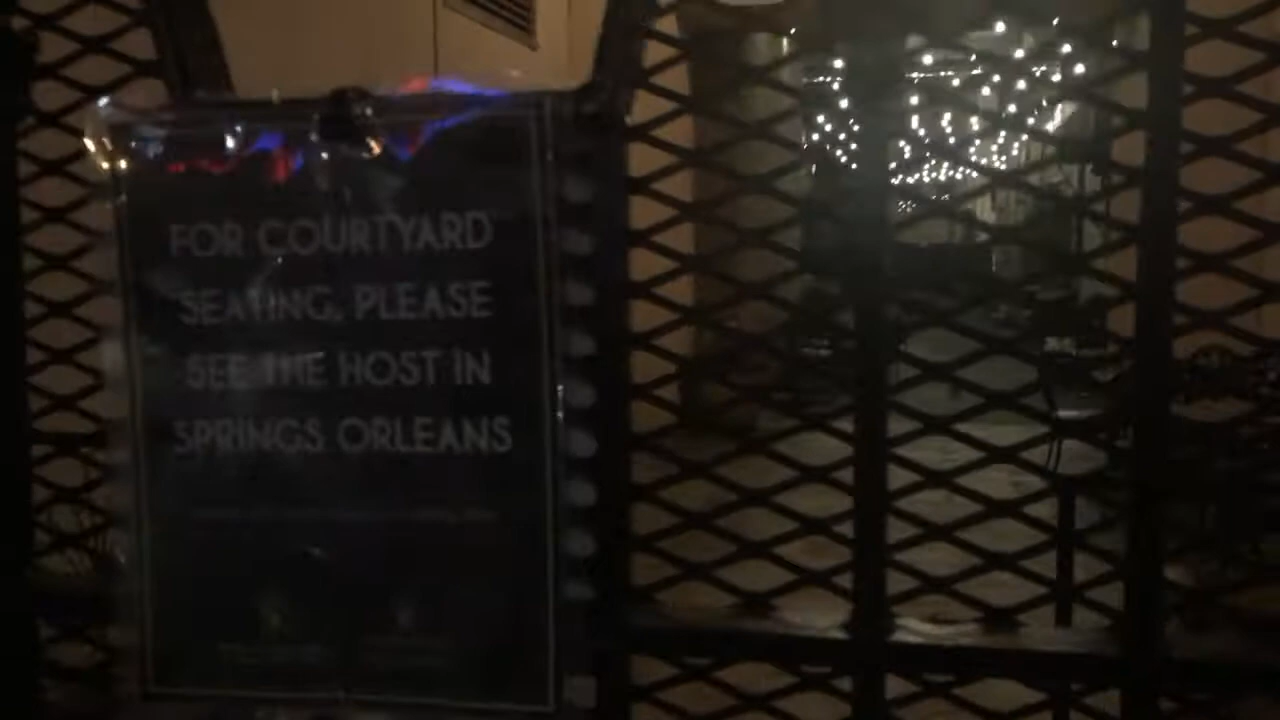 FOR COURTYARD
SEATING, PLEASE
SEE THE HOST IN
SPRINGS ORLEANS